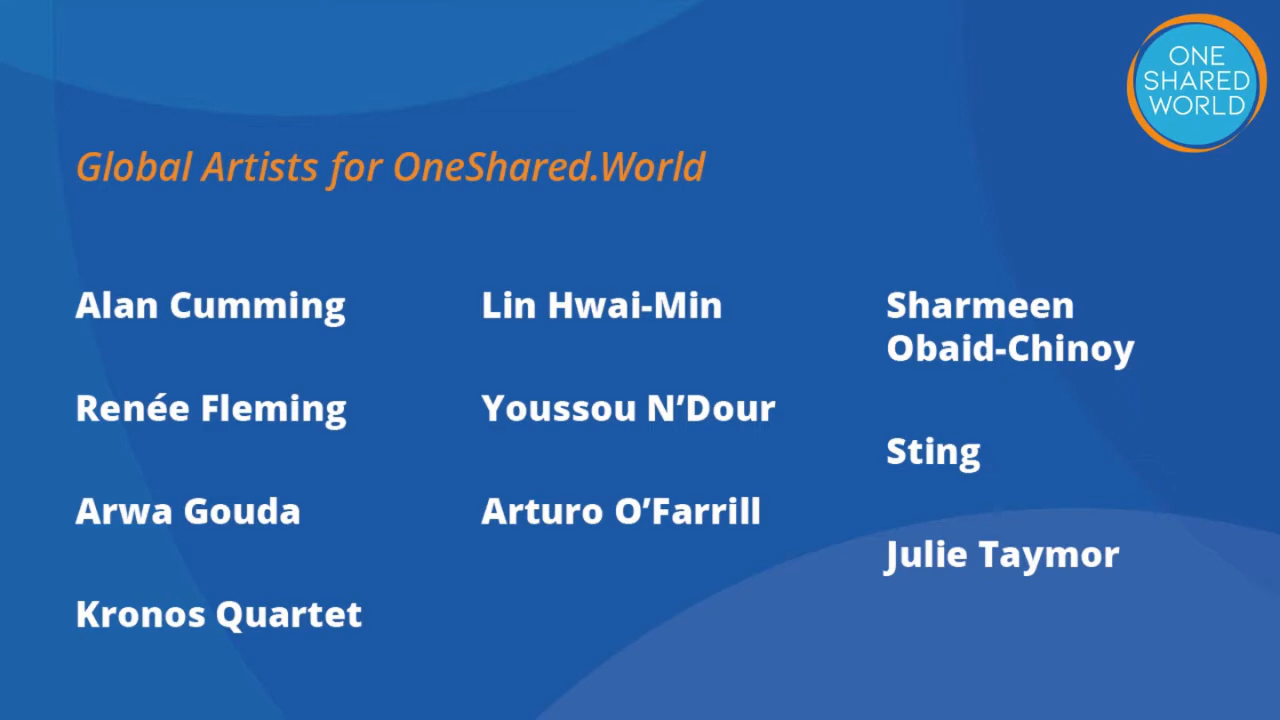 ONE
SHARED
WORLD
Global Artists for OneShared.World
Alan Cumming
Renée Fleming
Arwa Gouda
Kronos Quartet
Lin Hwai-Min
Youssou N’Dour
Arturo O’Farrill
Sharmeen
Obaid-Chinoy
Sting
Julie Taymor